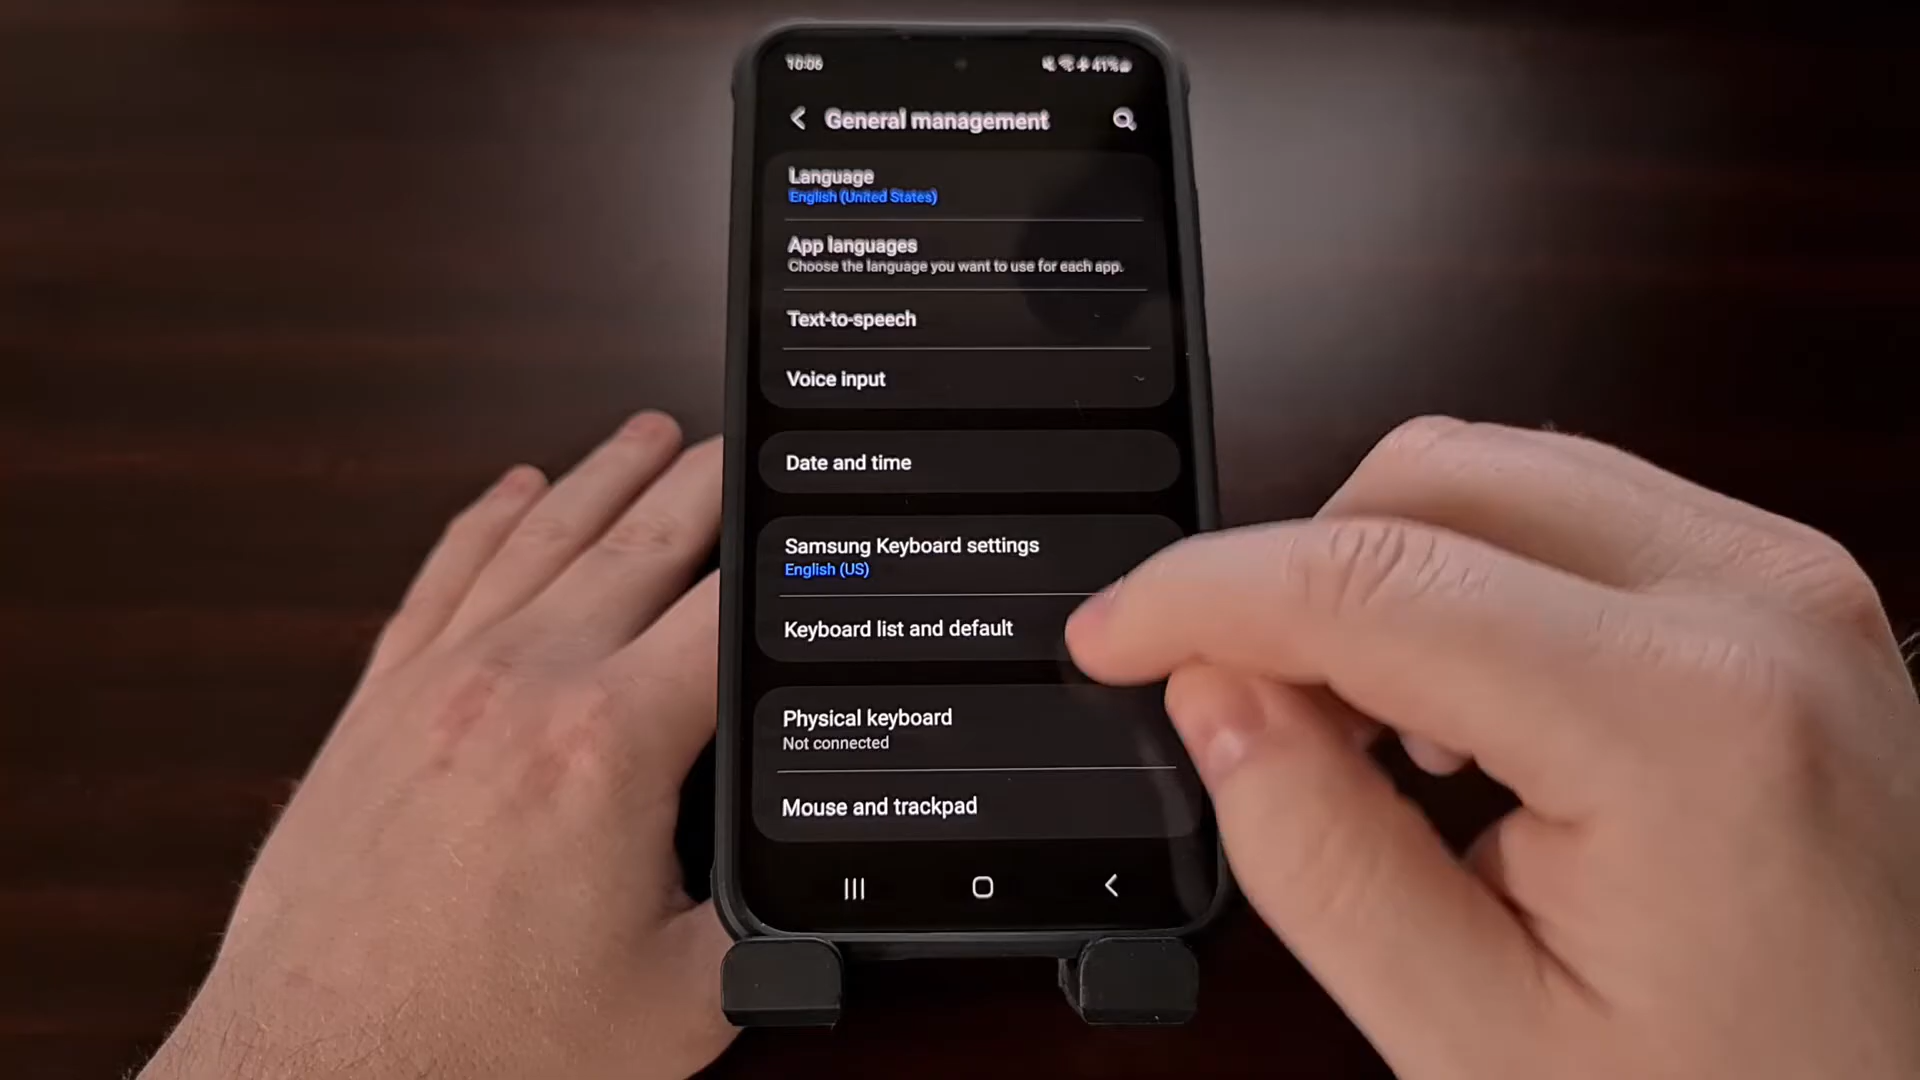 10:06
41%
General management
Language
English (United States)
App languages
Choose the language you want to use for each app.
Text-to-speech
Voice input
Date and time
Samsung Keyboard settings
English (US)
Keyboard list and default
Physical keyboard
Not connected
Mouse and trackpad